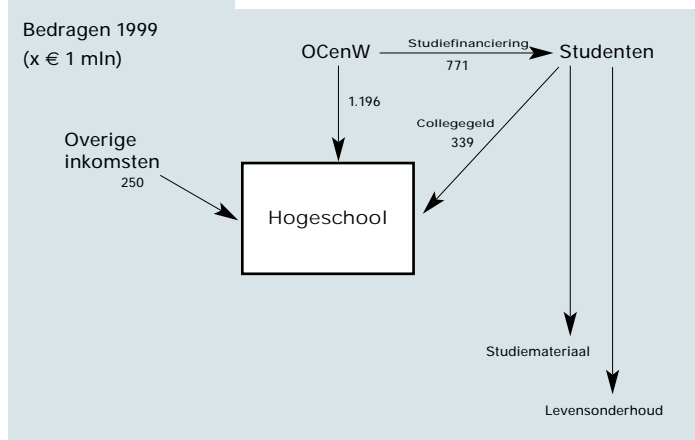 Bedragen 1999
(x € 1 mln)
OCenW
Studiefinanciering
771
Studenten
1.196
Collegegeld
339
Overige
inkomsten
250
Hogeschool
Studiemateriaal
Levensonderhoud